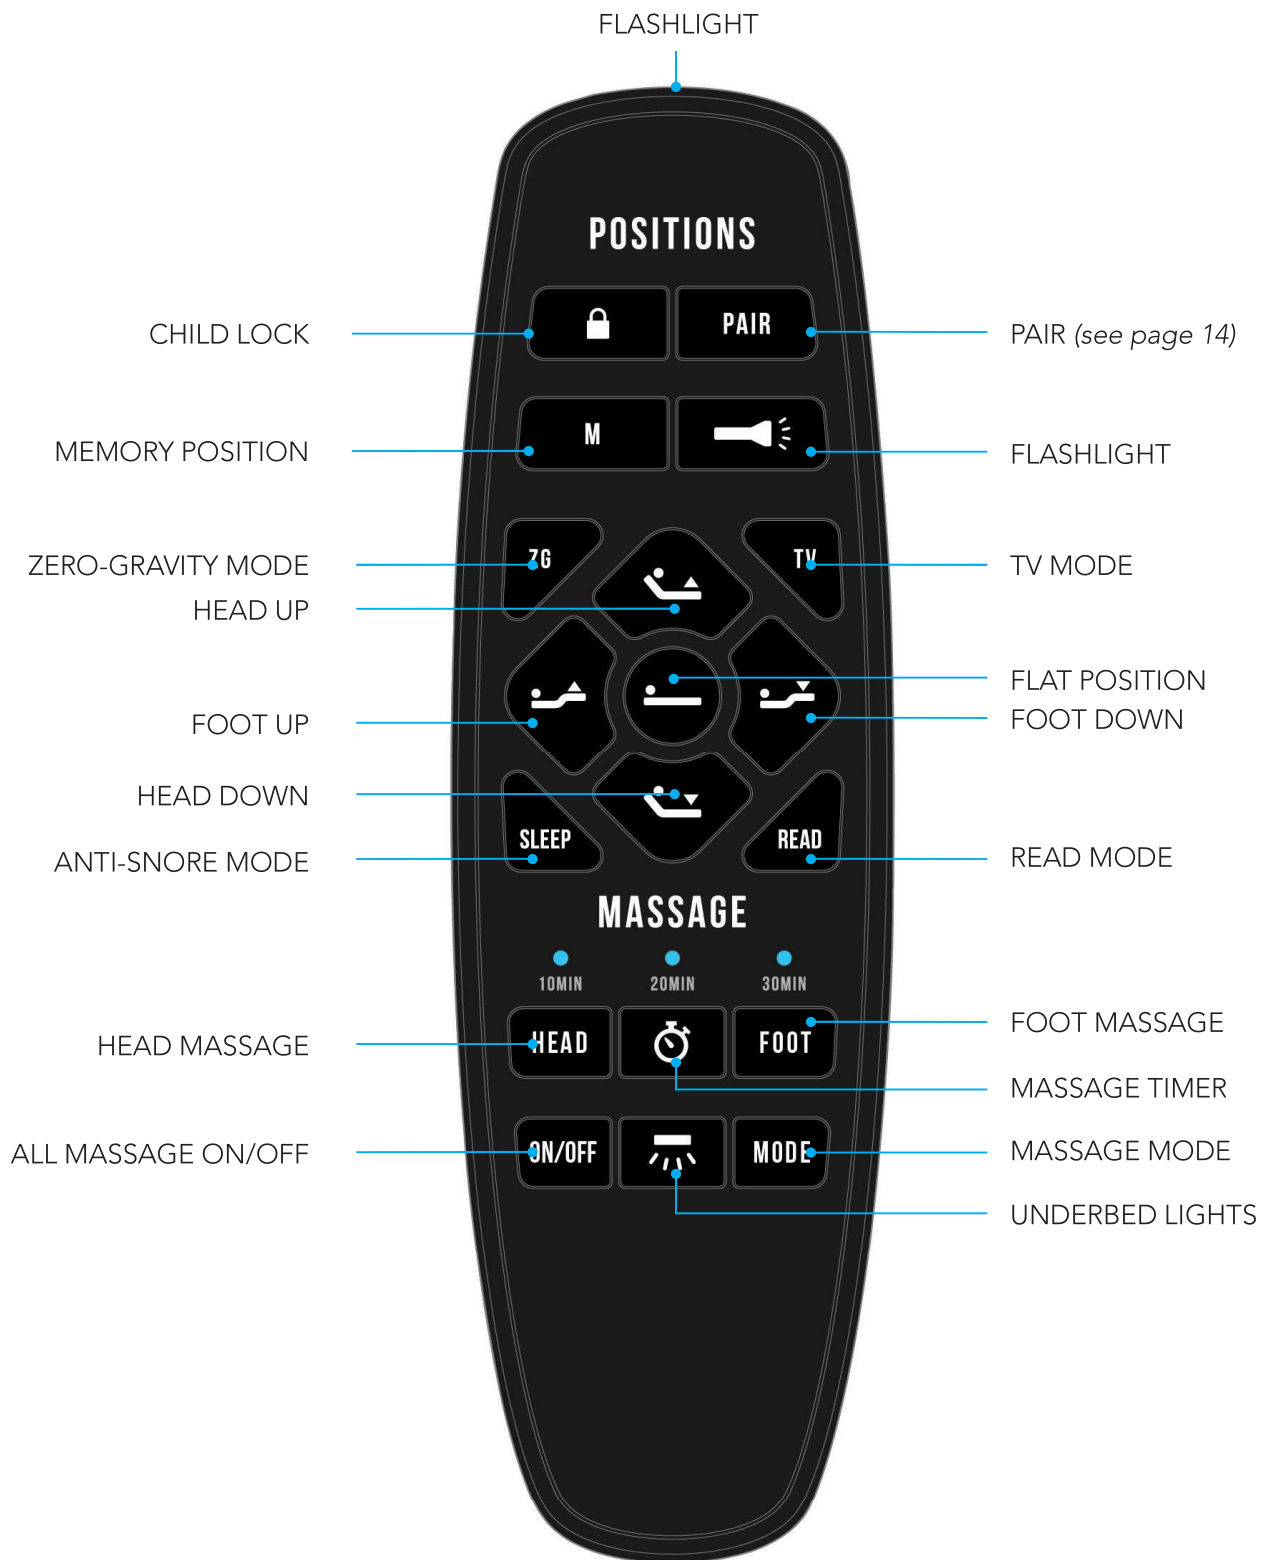 FLASHLIGHT
POSITIONS
CHILD LOCK
PAIR
PAIR (see page 14)
MEMORY POSITION
M
FLASHLIGHT
ZERO-GRAVITY MODE
ZG
TV
TV MODE
HEAD UP
FLAT POSITION
FOOT UP
FOOT DOWN
HEAD DOWN
ANTI-SNORE MODE
SLEEP
READ
READ MODE
MASSAGE
10MIN 20MIN 30MIN
HEAD MASSAGE
HEAD
FOOT
FOOT MASSAGE
MASSAGE TIMER
ALL MASSAGE ON/OFF
ON/OFF
MODE
MASSAGE MODE
UNDERBED LIGHTS